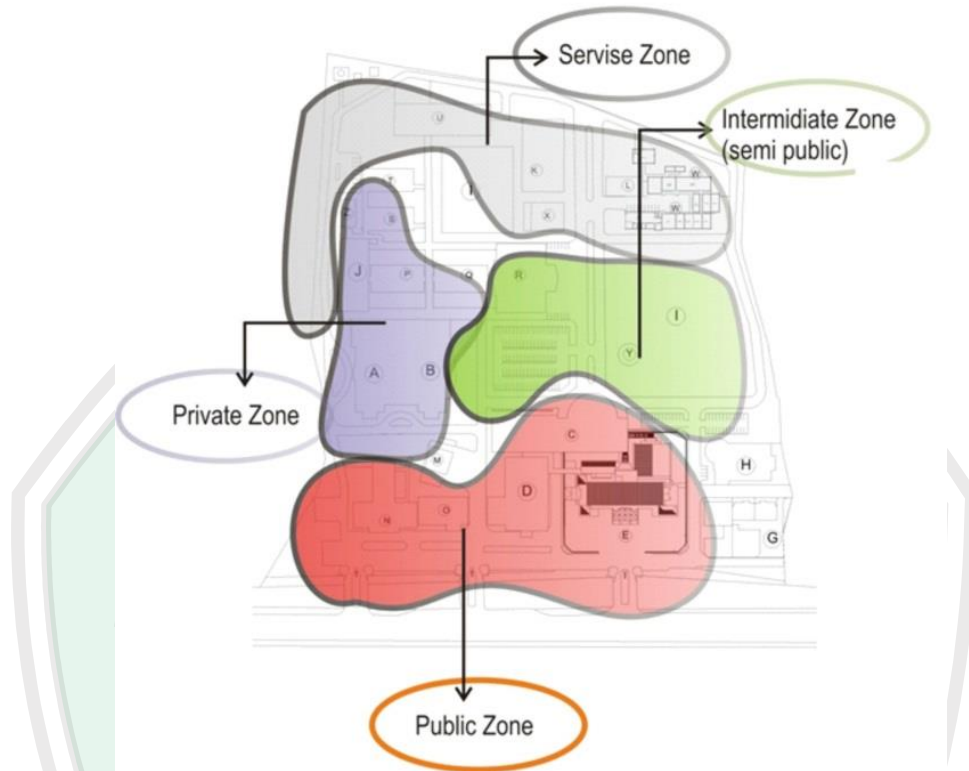 Servise Zone
Intermidiate Zone
(semi public)
U
K
L
W
X
W
T
S
J
P
Q
R
I
Y
A
B
Private Zone
C
M
H
D
N
O
E
G
Public Zone